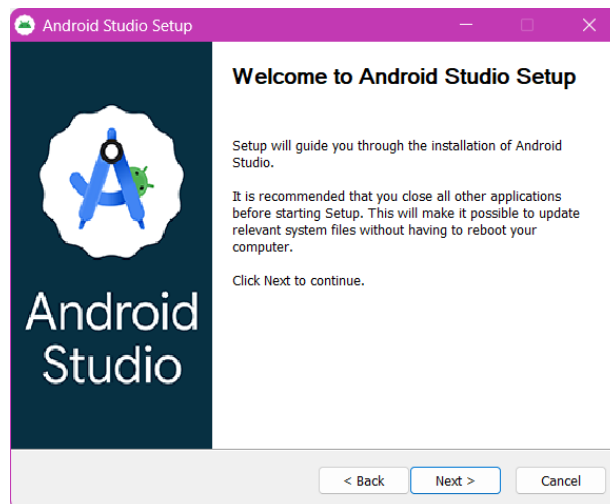 Android Studio Setup
Welcome to Android Studio Setup
Setup will guide you through the installation of Android
Studio.
It is recommended that you close all other applications
before starting Setup. This will make it possible to update
relevant system files without having to reboot your
computer.
Click Next to continue.
Android
Studio
< Back
Next >
Cancel